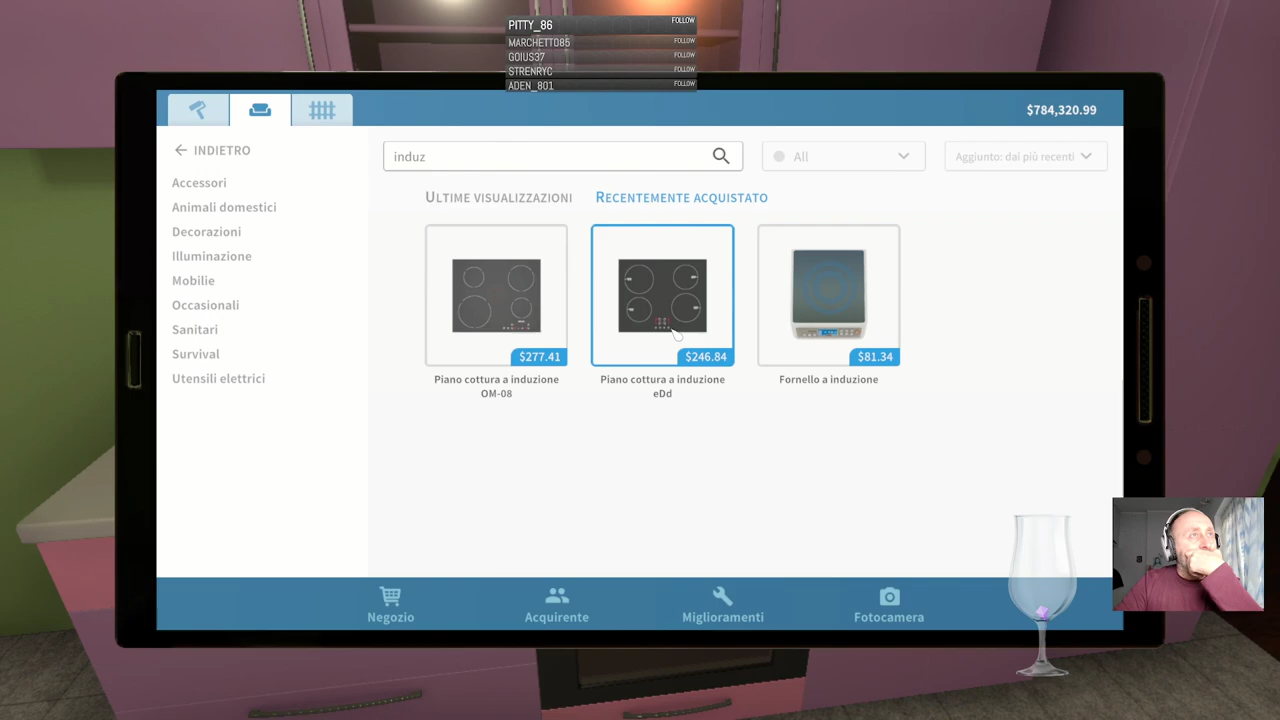 PITTY_86 FOLLOW
MARCHETTO85 FOLLOW
GOIUS37 FOLLOW
STRENRYC FOLLOW
ADEN_801 FOLLOW
$784,320.99
INDIETRO
induz
All
Aggiunto: dai più recenti
Accessori
Animali domestici
Decorazioni
Illuminazione
Mobilie
Occasionali
Sanitari
Survival
Utensili elettrici
ULTIME VISUALIZZAZIONI
RECENTEMENTE ACQUISTATO
$277.41
Piano cottura a induzione
OM-08
$246.84
Piano cottura a induzione
eDd
$81.34
Fornello a induzione
Negozio
Acquirente
Miglioramenti
Fotocamera